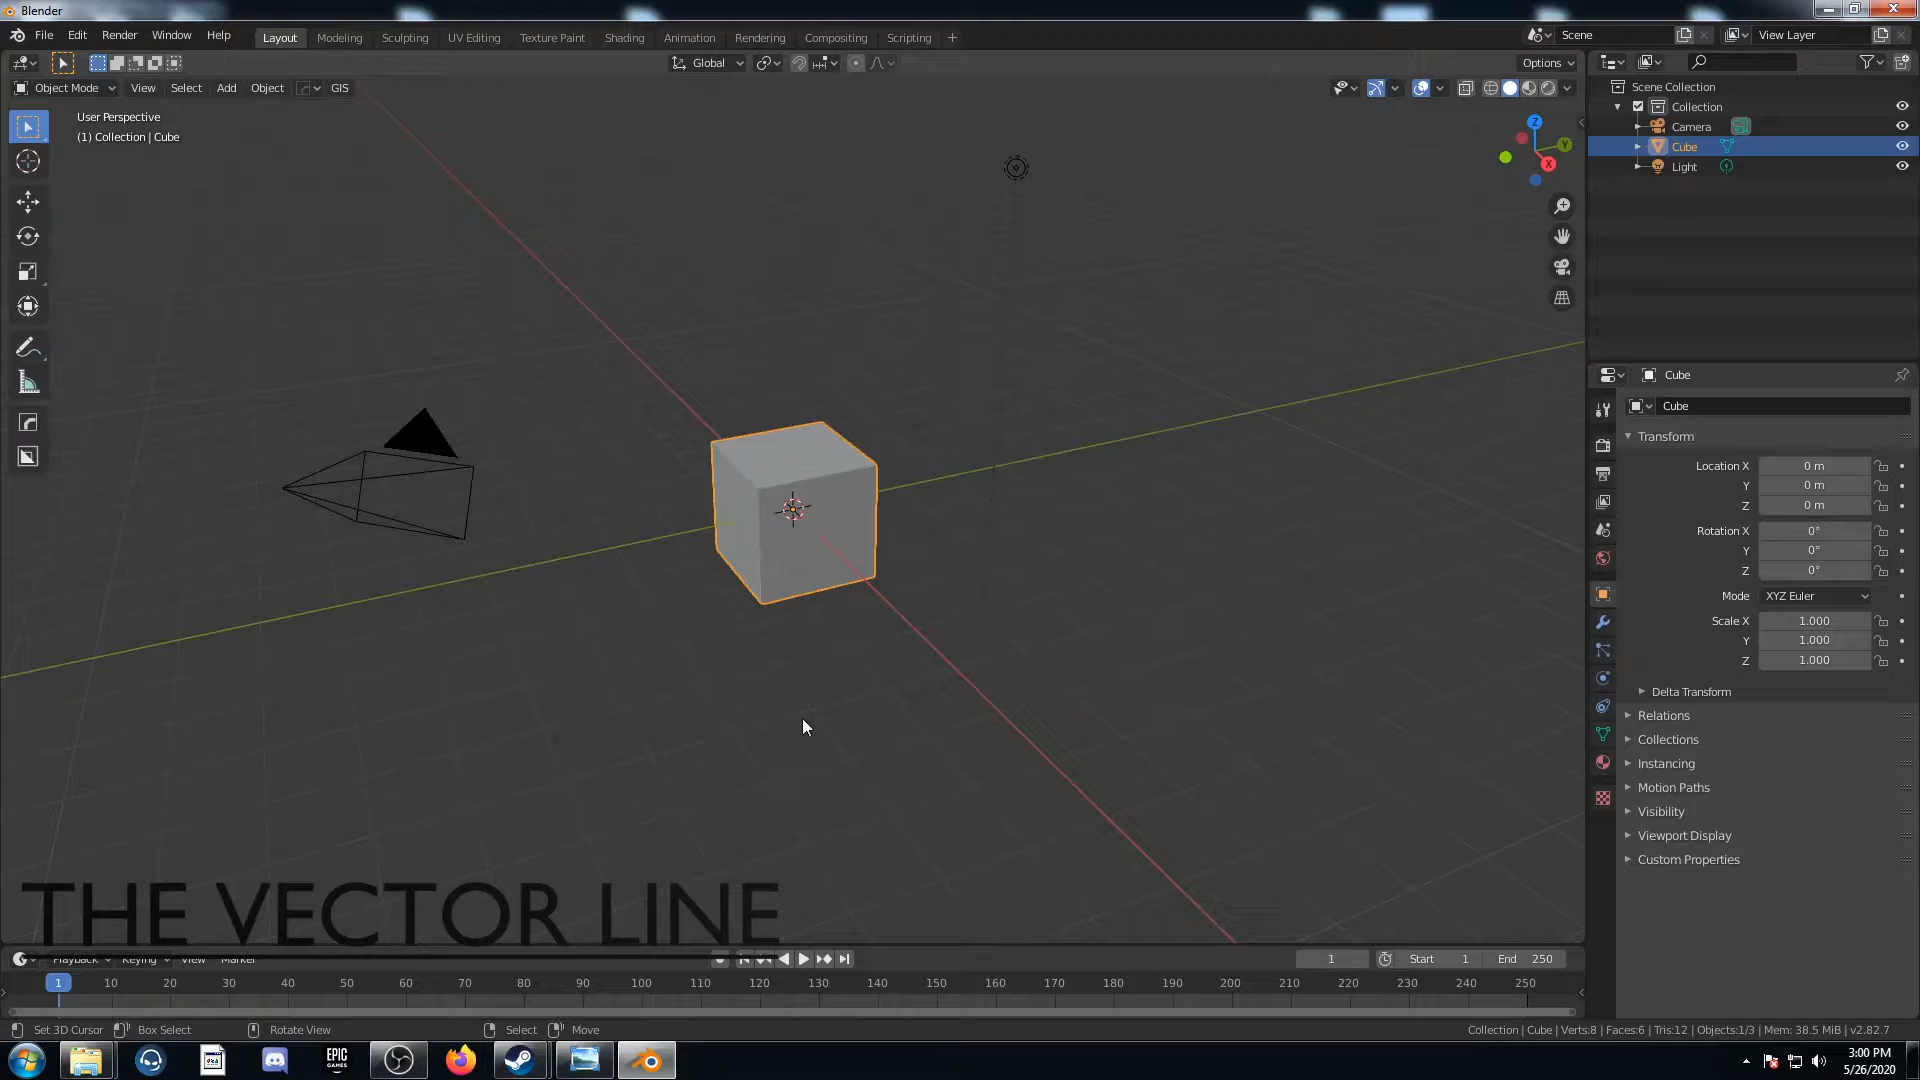 Blender
File Edit Render Window Help Layout Modeling Sculpting UV Editing Texture Paint Shading Animation Rendering Compositing Scripting + Scene View Layer
Global Options
Object Mode View Select Add Object GIS
User Perspective
(1) Collection | Cube
Z
Y
X
Scene Collection
Collection
Camera
Cube
Light
Cube
Cube
Transform
Location X 0 m
Y 0 m
Z 0 m
Rotation X 0°
Y 0°
Z 0°
Mode XYZ Euler
Scale X 1.000
Y 1.000
Z 1.000
Delta Transform
Relations
Collections
Instancing
Motion Paths
Visibility
Viewport Display
Custom Properties
THE VECTOR LINE
Playback Keying View Marker 1 Start 1 End 250
1 10 20 30 40 50 60 70 80 90 100 110 120 130 140 150 160 170 180 190 200 210 220 230 240 250
Set 3D Cursor Box Select Rotate View Select Move Collection | Cube | Verts:8 | Faces:6 | Tris:12 | Objects:1/3 | Mem: 38.5 MiB | v2.82.7
EPIC
GAMES
3:00 PM
5/26/2020